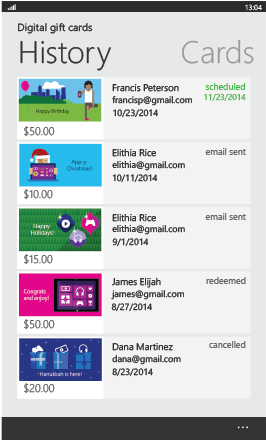 13:04
Digital gift cards
History Cards
Happy Birthday
$50.00
Francis Peterson
francisp@gmail.com
10/23/2014
scheduled
11/23/2014
App-y
Christmas!
$10.00
Elithia Rice
elithia@gmail.com
10/11/2014
email sent
Happy
Holidays!
$15.00
Elithia Rice
elithia@gmail.com
9/1/2014
email sent
Congrats
and enjoy!
$50.00
James Elijah
james@gmail.com
8/27/2014
redeemed
Hanukkah is here!
$20.00
Dana Martinez
dana@gmail.com
8/23/2014
cancelled
...